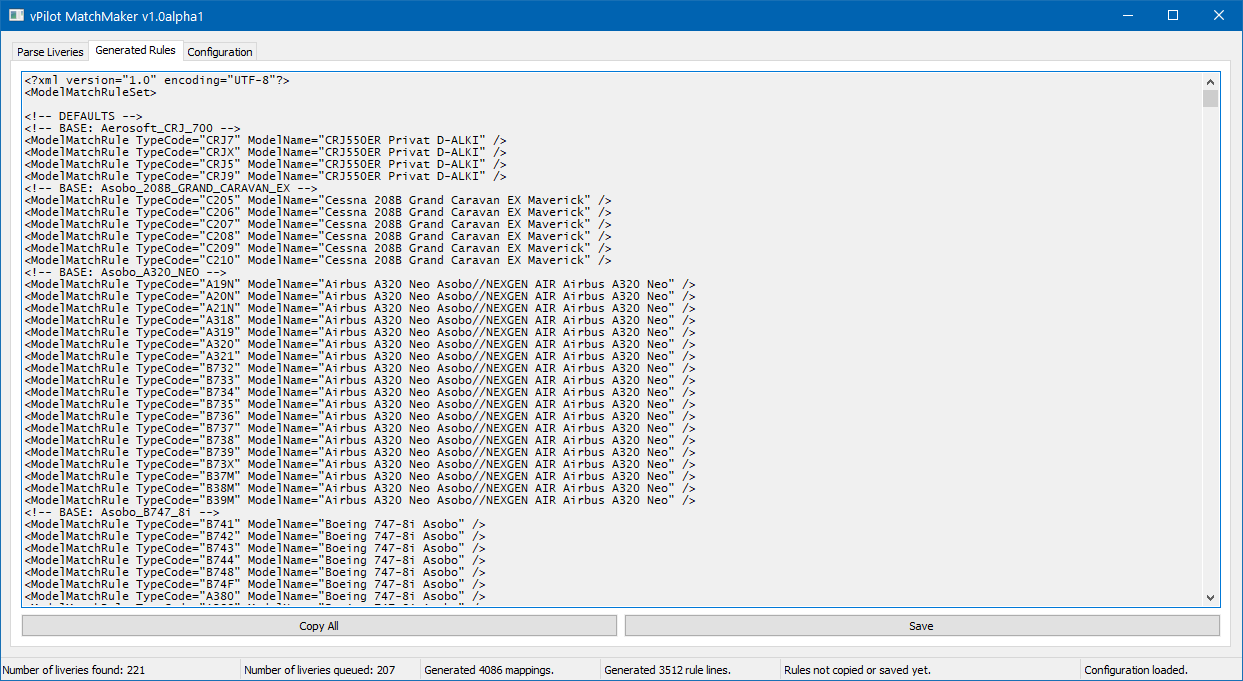 vPilot MatchMaker v1.0alpha1
Parse Liveries Generated Rules Configuration
<?xml version="1.0" encoding="UTF-8"?>
<ModelMatchRuleSet>
<!-- DEFAULTS -->
<!-- BASE: Aerosoft_CRJ_700 -->
<ModelMatchRule TypeCode="CRJ7" ModelName="CRJ550ER Privat D-ALKI" />
<ModelMatchRule TypeCode="CRJX" ModelName="CRJ550ER Privat D-ALKI" />
<ModelMatchRule TypeCode="CRJ5" ModelName="CRJ550ER Privat D-ALKI" />
<ModelMatchRule TypeCode="CRJ9" ModelName="CRJ550ER Privat D-ALKI" />
<!-- BASE: Asobo_208B_GRAND_CARAVAN_EX -->
<ModelMatchRule TypeCode="C205" ModelName="Cessna 208B Grand Caravan EX Maverick" />
<ModelMatchRule TypeCode="C206" ModelName="Cessna 208B Grand Caravan EX Maverick" />
<ModelMatchRule TypeCode="C207" ModelName="Cessna 208B Grand Caravan EX Maverick" />
<ModelMatchRule TypeCode="C208" ModelName="Cessna 208B Grand Caravan EX Maverick" />
<ModelMatchRule TypeCode="C209" ModelName="Cessna 208B Grand Caravan EX Maverick" />
<ModelMatchRule TypeCode="C210" ModelName="Cessna 208B Grand Caravan EX Maverick" />
<!-- BASE: Asobo_A320_NEO -->
<ModelMatchRule TypeCode="A19N" ModelName="Airbus A320 Neo Asobo//NEXGEN AIR Airbus A320 Neo" />
<ModelMatchRule TypeCode="A20N" ModelName="Airbus A320 Neo Asobo//NEXGEN AIR Airbus A320 Neo" />
<ModelMatchRule TypeCode="A21N" ModelName="Airbus A320 Neo Asobo//NEXGEN AIR Airbus A320 Neo" />
<ModelMatchRule TypeCode="A318" ModelName="Airbus A320 Neo Asobo//NEXGEN AIR Airbus A320 Neo" />
<ModelMatchRule TypeCode="A319" ModelName="Airbus A320 Neo Asobo//NEXGEN AIR Airbus A320 Neo" />
<ModelMatchRule TypeCode="A320" ModelName="Airbus A320 Neo Asobo//NEXGEN AIR Airbus A320 Neo" />
<ModelMatchRule TypeCode="A321" ModelName="Airbus A320 Neo Asobo//NEXGEN AIR Airbus A320 Neo" />
<ModelMatchRule TypeCode="B732" ModelName="Airbus A320 Neo Asobo//NEXGEN AIR Airbus A320 Neo" />
<ModelMatchRule TypeCode="B733" ModelName="Airbus A320 Neo Asobo//NEXGEN AIR Airbus A320 Neo" />
<ModelMatchRule TypeCode="B734" ModelName="Airbus A320 Neo Asobo//NEXGEN AIR Airbus A320 Neo" />
<ModelMatchRule TypeCode="B735" ModelName="Airbus A320 Neo Asobo//NEXGEN AIR Airbus A320 Neo" />
<ModelMatchRule TypeCode="B736" ModelName="Airbus A320 Neo Asobo//NEXGEN AIR Airbus A320 Neo" />
<ModelMatchRule TypeCode="B737" ModelName="Airbus A320 Neo Asobo//NEXGEN AIR Airbus A320 Neo" />
<ModelMatchRule TypeCode="B738" ModelName="Airbus A320 Neo Asobo//NEXGEN AIR Airbus A320 Neo" />
<ModelMatchRule TypeCode="B739" ModelName="Airbus A320 Neo Asobo//NEXGEN AIR Airbus A320 Neo" />
<ModelMatchRule TypeCode="B73X" ModelName="Airbus A320 Neo Asobo//NEXGEN AIR Airbus A320 Neo" />
<ModelMatchRule TypeCode="B37M" ModelName="Airbus A320 Neo Asobo//NEXGEN AIR Airbus A320 Neo" />
<ModelMatchRule TypeCode="B38M" ModelName="Airbus A320 Neo Asobo//NEXGEN AIR Airbus A320 Neo" />
<ModelMatchRule TypeCode="B39M" ModelName="Airbus A320 Neo Asobo//NEXGEN AIR Airbus A320 Neo" />
<!-- BASE: Asobo_B747_8i -->
<ModelMatchRule TypeCode="B741" ModelName="Boeing 747-8i Asobo" />
<ModelMatchRule TypeCode="B742" ModelName="Boeing 747-8i Asobo" />
<ModelMatchRule TypeCode="B743" ModelName="Boeing 747-8i Asobo" />
<ModelMatchRule TypeCode="B744" ModelName="Boeing 747-8i Asobo" />
<ModelMatchRule TypeCode="B748" ModelName="Boeing 747-8i Asobo" />
<ModelMatchRule TypeCode="B74F" ModelName="Boeing 747-8i Asobo" />
<ModelMatchRule TypeCode="A380" ModelName="Boeing 747-8i Asobo" />
Copy All Save
Number of liveries found: 221 Number of liveries queued: 207 Generated 4086 mappings. Generated 3512 rule lines. Rules not copied or saved yet. Configuration loaded.